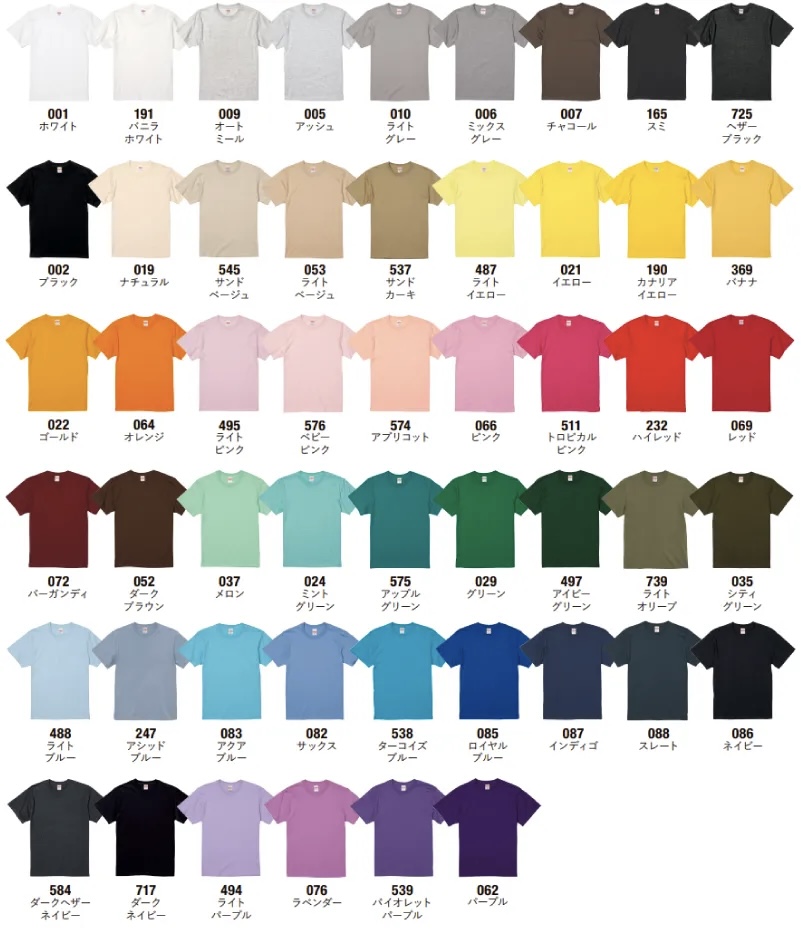 001 191 009 005 010 006 007 165 725
ホワイト バニラ オート アッシュ ライト ミックス チャコール スミ ヘザー
ホワイト ミール グレー グレー ブラック
002 019 545 053 537 487 021 190 369
ブラック ナチュラル サンド ライト サンド ライト イエロー カナリア バナナ
ベージュ ベージュ カーキ イエロー イエロー
022 064 495 576 574 066 511 232 069
ゴールド オレンジ ライト ベビー アプリコット ピンク トロピカル ハイレッド レッド
ピンク ピンク ピンク
072 052 037 024 575 029 497 739 035
バーガンディ ダーク メロン ミント アップル グリーン アイビー ライト シティ
ブラウン グリーン グリーン グリーン オリーブ グリーン
488 247 083 082 538 085 087 088 086
ライト アシッド アクア サックス ターコイズ ロイヤル インディゴ スレート ネイビー
ブルー ブルー ブルー ブルー ブルー
584 717 494 076 539 062
ダークヘザー ダーク ライト ラベンダー バイオレット パープル
ネイビー ネイビー パープル パープル